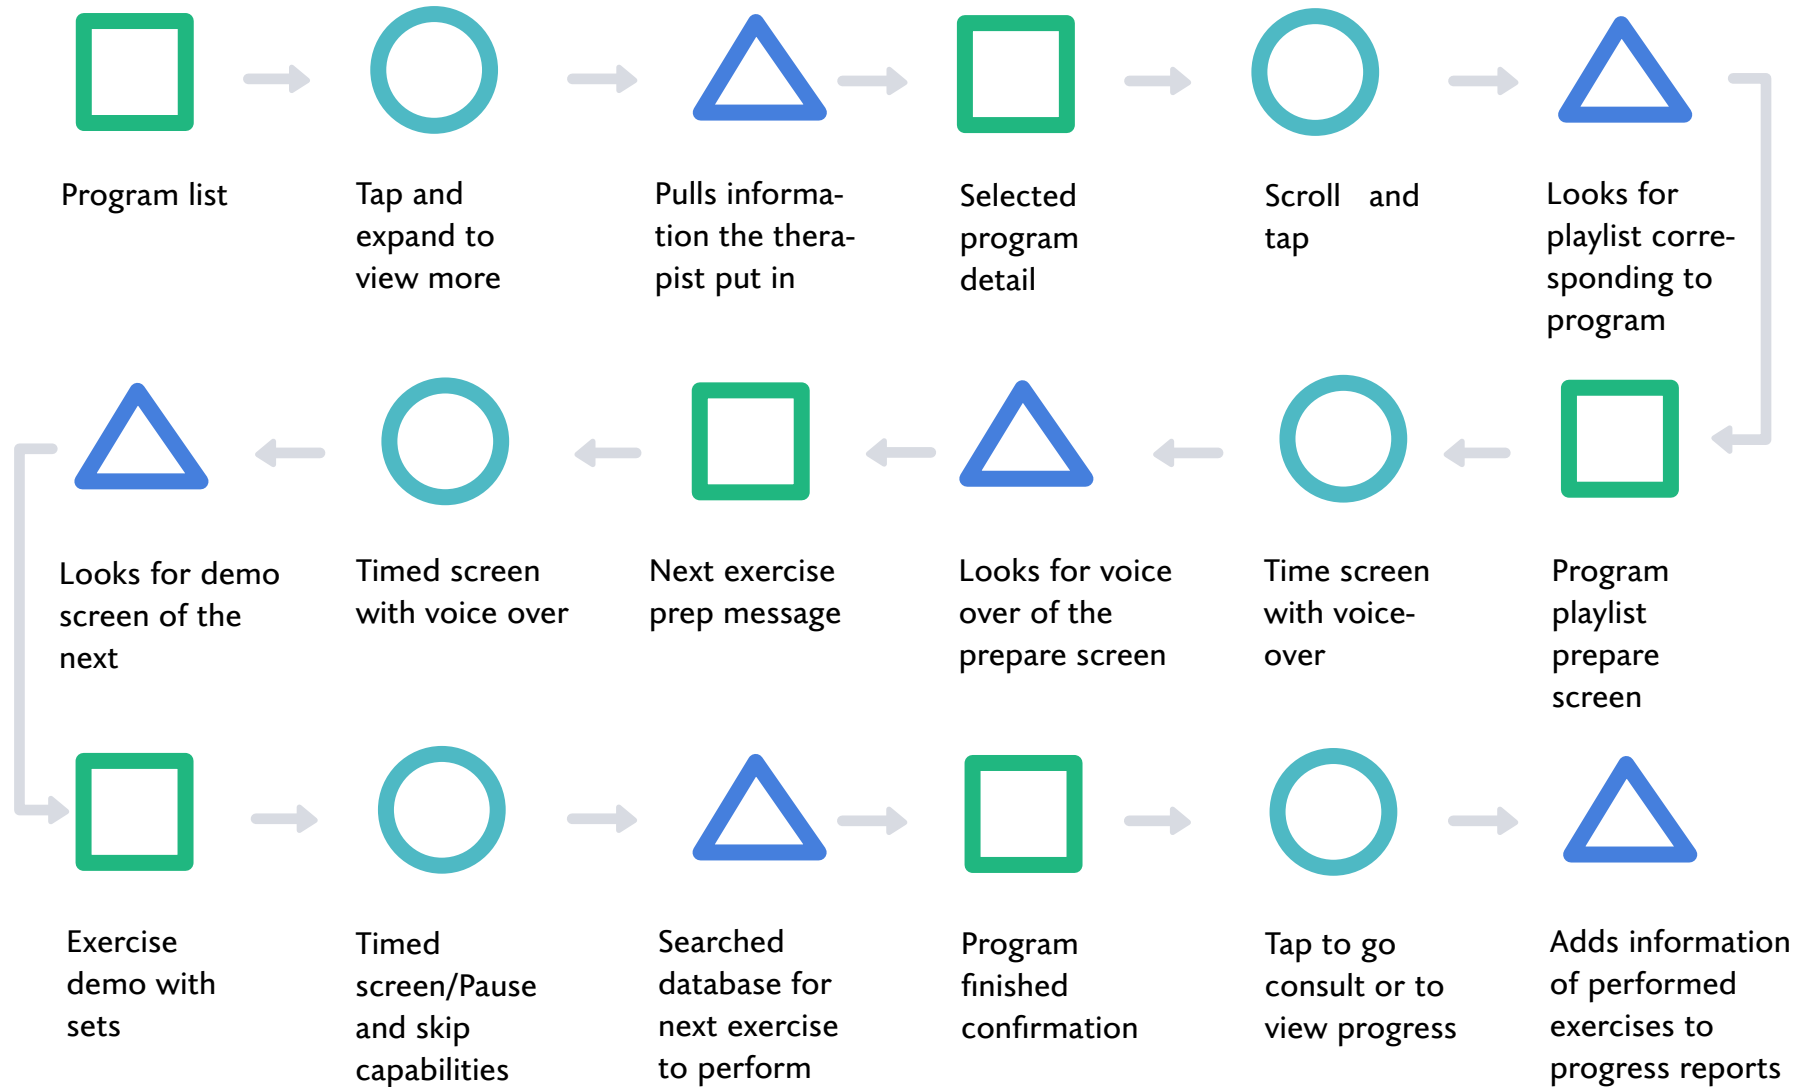 Program list
Tap and
expand to
view more
Pulls informa-
tion the thera-
pist put in
Selected
program
detail
Scroll and
tap
Looks for
playlist corre-
sponding to
program
Looks for demo
screen of the
next
Timed screen
with voice over
Next exercise
prep message
Looks for voice
over of the
prepare screen
Time screen
with voice-
over
Program
playlist
prepare
screen
Exercise
demo with
sets
Timed
screen/Pause
and skip
capabilities
Searched
database for
next exercise
to perform
Program
finished
confirmation
Tap to go
consult or to
view progress
Adds information
of performed
exercises to
progress reports